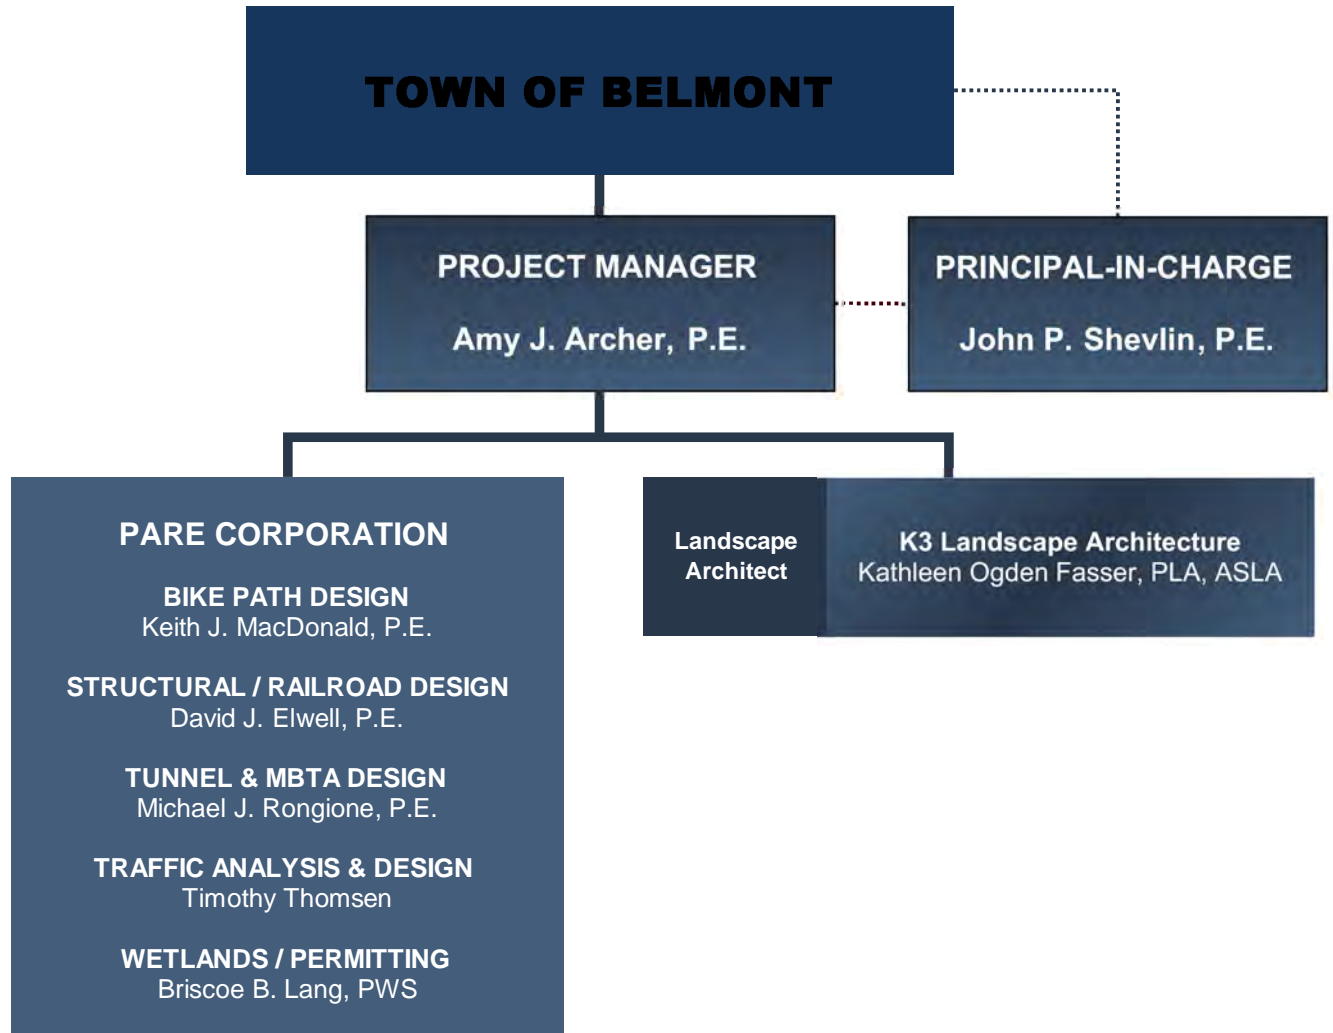 TOWN OF BELMONT
PROJECT MANAGER
Amy J. Archer, P.E.
PRINCIPAL-IN-CHARGE
John P. Shevlin, P.E.
PARE CORPORATION
BIKE PATH DESIGN
Keith J. MacDonald, P.E.
STRUCTURAL / RAILROAD DESIGN
David J. Elwell, P.E.
TUNNEL & MBTA DESIGN
Michael J. Rongione, P.E.
TRAFFIC ANALYSIS & DESIGN
Timothy Thomsen
WETLANDS / PERMITTING
Briscoe B. Lang, PWS
Landscape
Architect
K3 Landscape Architecture
Kathleen Ogden Fasser, PLA, ASLA